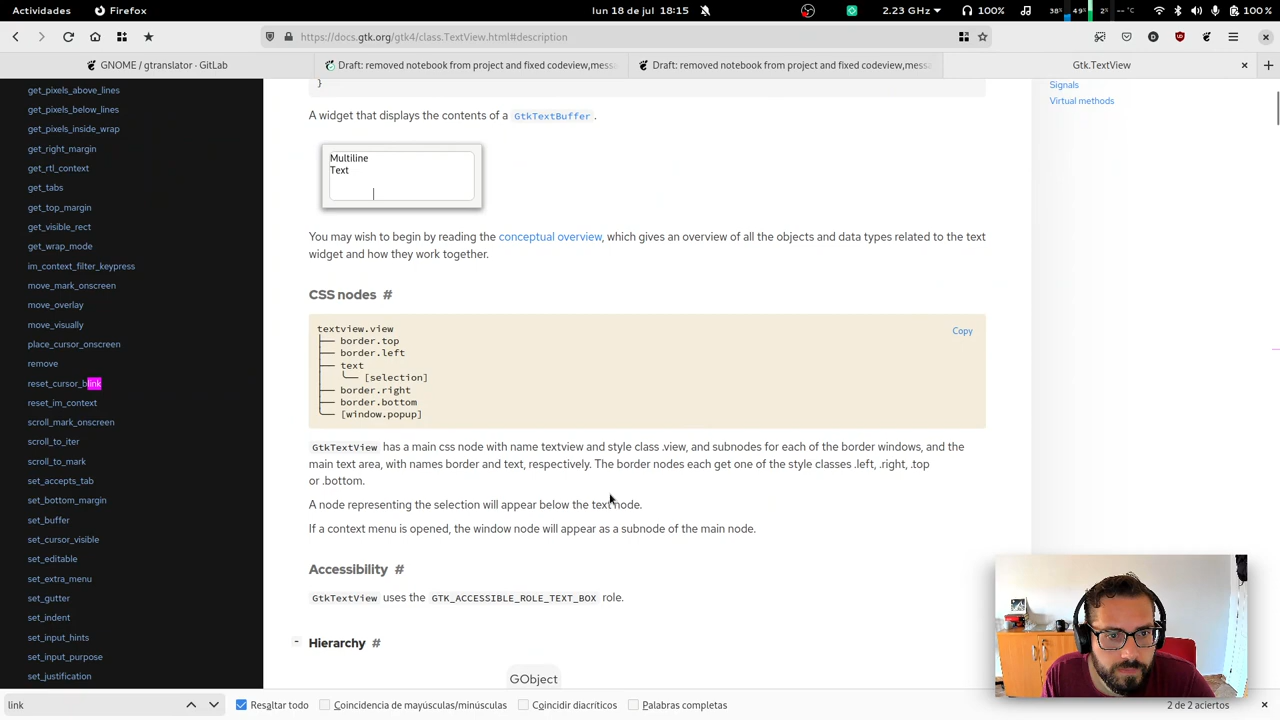 Actividades
Firefox
lun 18 de jul 18:15
2.23 GHz
100%
38%
49%
2%
--°C
100 %
https://docs.gtk.org/gtk4/class.TextView.html#description
GNOME / gtranslator · GitLab
Draft: removed notebook from project and fixed codeview,mess
Draft: removed notebook from project and fixed codeview,mess
Gtk.TextView
get_pixels_above_lines
get_pixels_below_lines
get_pixels_inside_wrap
get_right_margin
get_rtl_context
get_tabs
get_top_margin
get_visible_rect
get_wrap_mode
im_context_filter_keypress
move_mark_onscreen
move_overlay
move_visually
place_cursor_onscreen
remove
reset_cursor_blink
reset_im_context
scroll_mark_onscreen
scroll_to_iter
scroll_to_mark
set_accepts_tab
set_bottom_margin
set_buffer
set_cursor_visible
set_editable
set_extra_menu
set_gutter
set_indent
set_input_hints
set_input_purpose
set_justification
}
A widget that displays the contents of a GtkTextBuffer.
Multiline
Text
You may wish to begin by reading the conceptual overview, which gives an overview of all the objects and data types related to the text
widget and how they work together.
CSS nodes #
Copy
textview.view
├── border.top
├── border.left
├── text
│   ╰── [selection]
├── border.right
├── border.bottom
╰── [window.popup]
GtkTextView has a main css node with name textview and style class .view, and subnodes for each of the border windows, and the
main text area, with names border and text, respectively. The border nodes each get one of the style classes .left, .right, .top
or .bottom.
A node representing the selection will appear below the text node.
If a context menu is opened, the window node will appear as a subnode of the main node.
Accessibility #
GtkTextView uses the GTK_ACCESSIBLE_ROLE_TEXT_BOX role.
- Hierarchy #
GObject
Signals
Virtual methods
link
Resaltar todo
Coincidencia de mayúsculas/minúsculas
Coincidir diacríticos
Palabras completas
2 de 2 aciertos